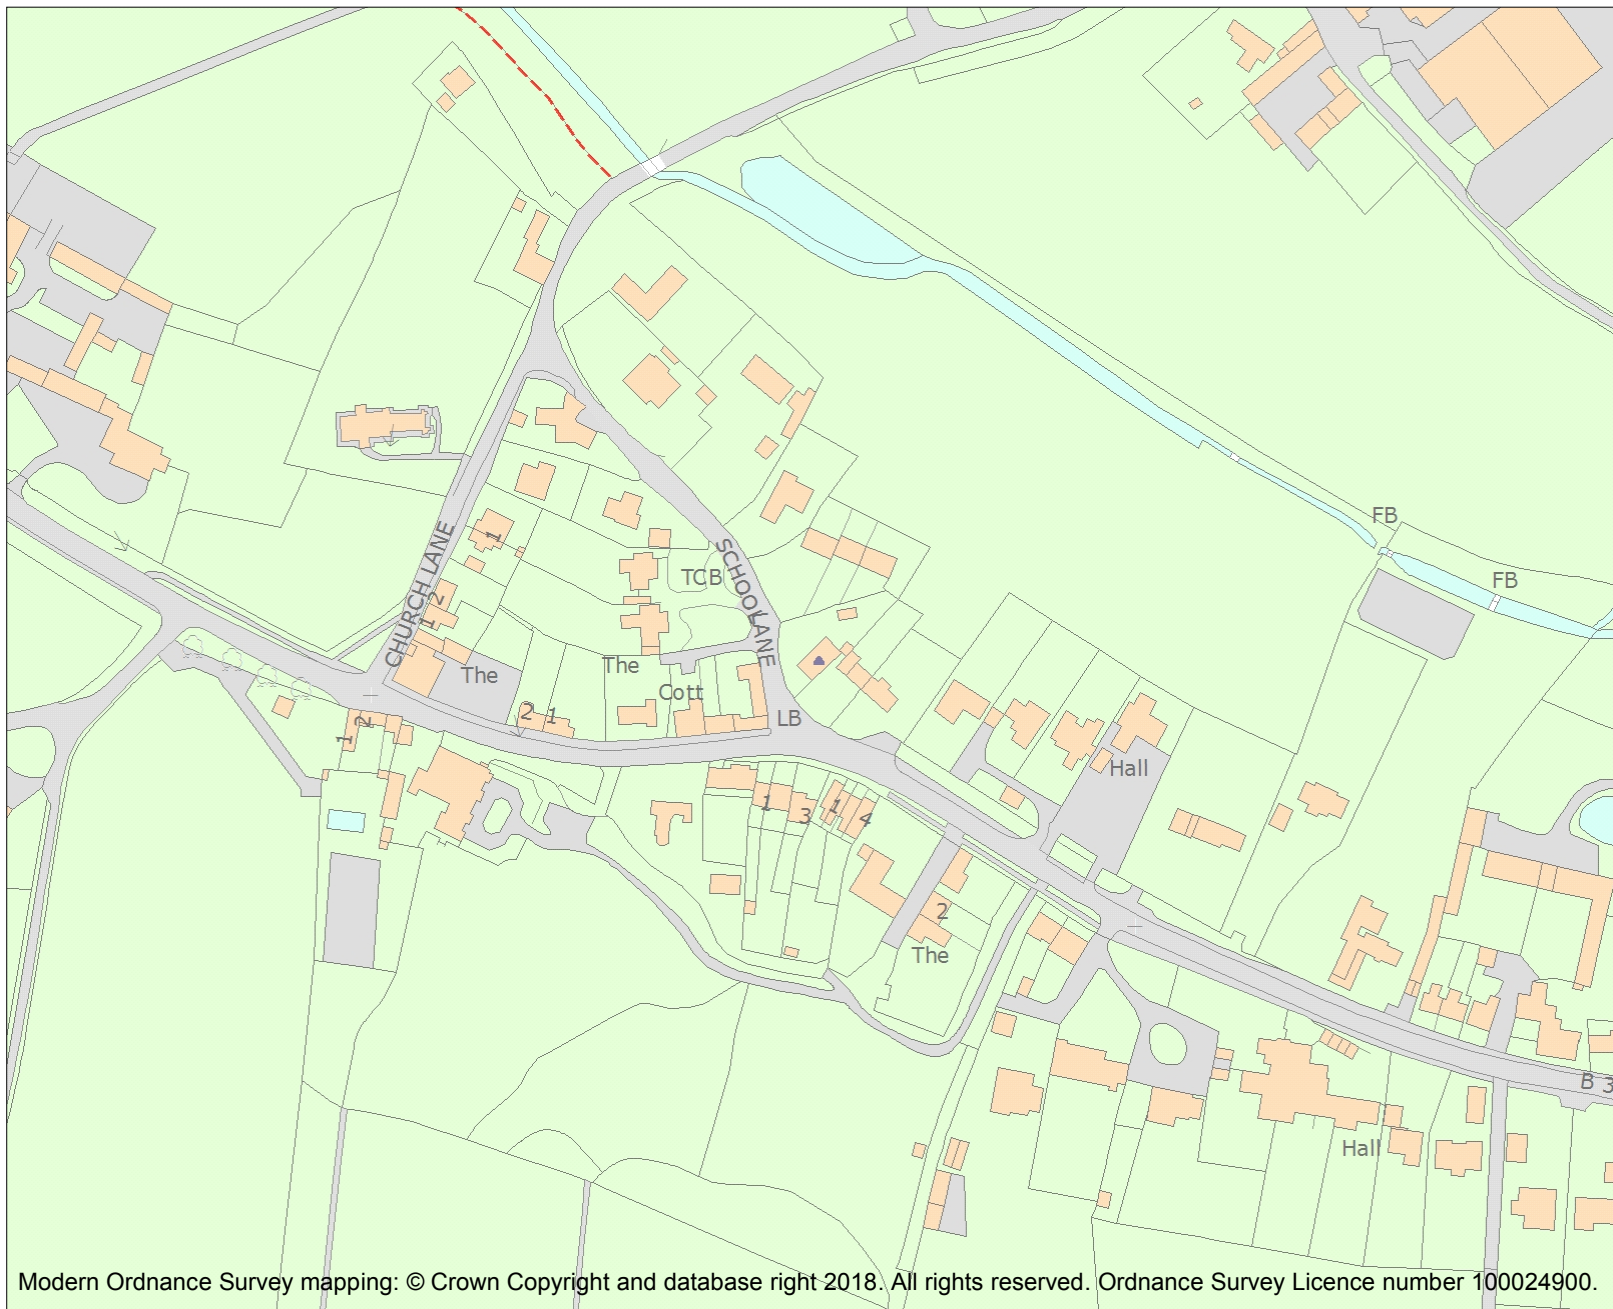 FB
FB
SCHOOL LANE
TCB
CHURCH LANE
1
2
1
The
The
Cott
2 1
LB
1
2
Hall
1
3
1
4
2
The
B 3
Hall
Modern Ordnance Survey mapping: © Crown Copyright and database right 2018. All rights reserved. Ordnance Survey Licence number 100024900.